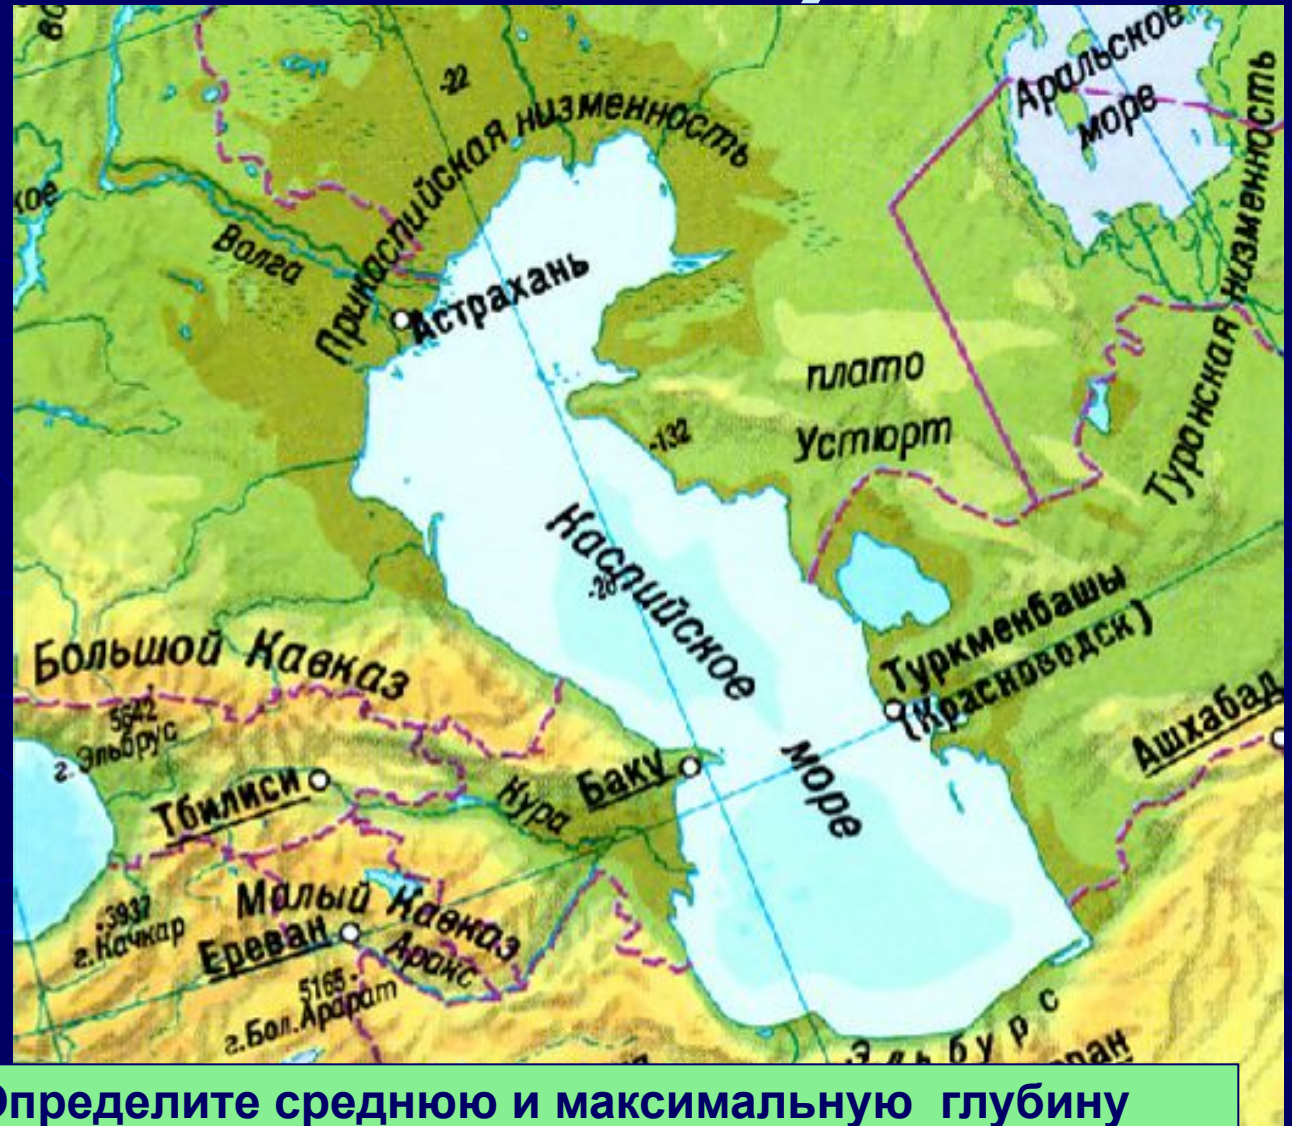 -22
Аральское
море
Прикаспийская низменность
Волга
Астрахань
Туранская низменность
плато
Устюрт
-132
Каспийское
море
Туркменбашы
(Красноводск)
Большой Кавказ
5642
г. Эльбрус
Ашхабад
Тбилиси
Баку
Кура
Малый Кавказ
3937
г.Качкар
Ереван
Аракс
5165
г.Бол.Арарат
Эльбурс
Определите среднюю и максимальную глубину